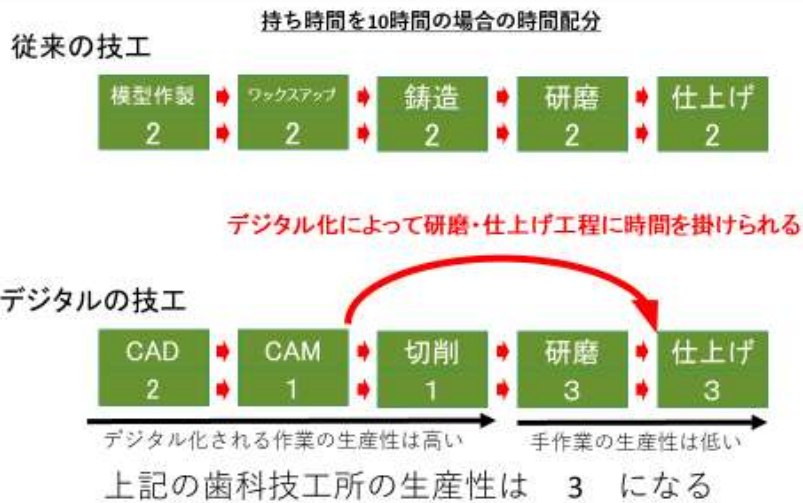 持ち時間を10時間の場合の時間配分
従来の技工
模型作製 ワックスアップ 鋳造 研磨 仕上げ
2 2 2 2 2
デジタル化によって研磨・仕上げ工程に時間を掛けられる
デジタルの技工
CAD CAM 切削 研磨 仕上げ
2 1 1 3 3
デジタル化される作業の生産性は高い 手作業の生産性は低い
上記の歯科技工所の生産性は 3 になる